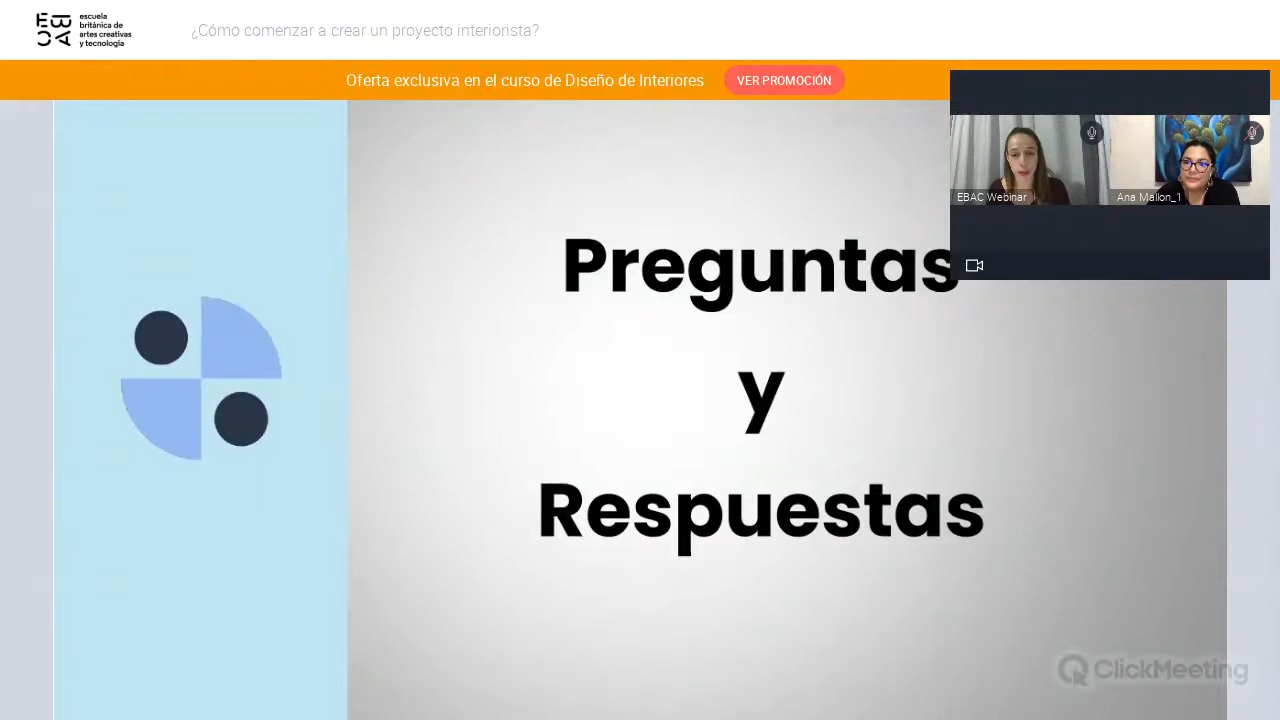 EBAC
escuela
británica de
artes creativas
y tecnología
¿Cómo comenzar a crear un proyecto interiorista?
Oferta exclusiva en el curso de Diseño de Interiores
VER PROMOCIÓN
EBAC Webinar
Ana Mallon_1
Preguntas
y
Respuestas
ClickMeeting